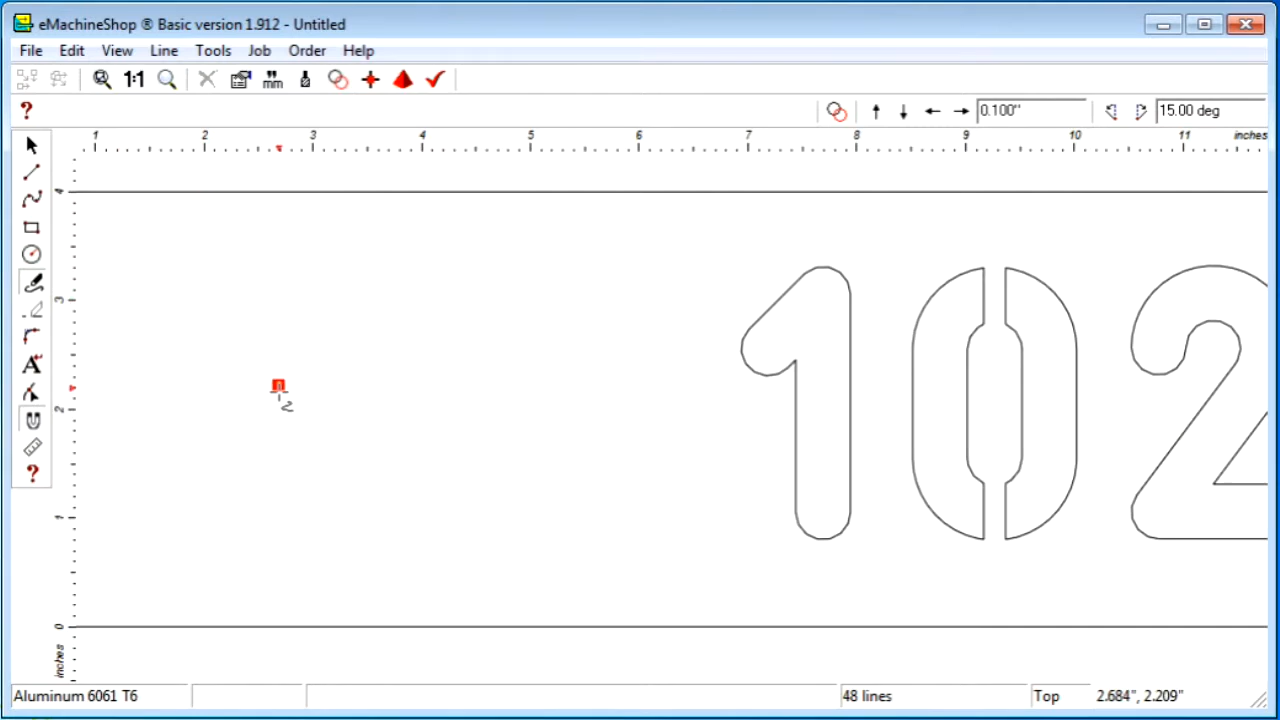 eMachineShop ® Basic version 1.912 - Untitled
File Edit View Line Tools Job Order Help
1:1 mm
? 0.100" 15.00 deg
1 2 3 4 5 6 7 8 9 10 11 inches
4
3
2
1
0
inches
A
?
102
Aluminum 6061 T6 48 lines Top 2.684", 2.209"